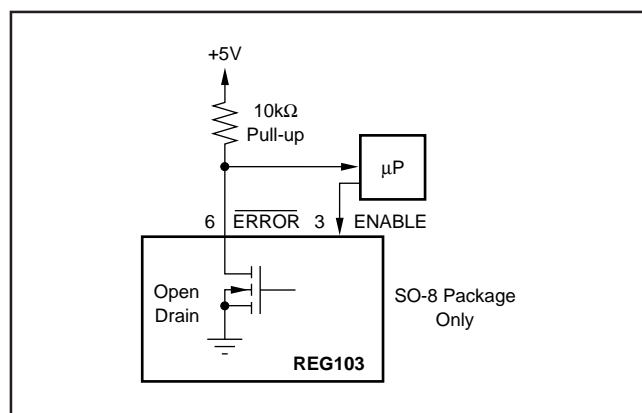 +5V
10kΩ
Pull-up
μP
6 ERROR 3 ENABLE
Open
Drain
SO-8 Package
Only
REG103